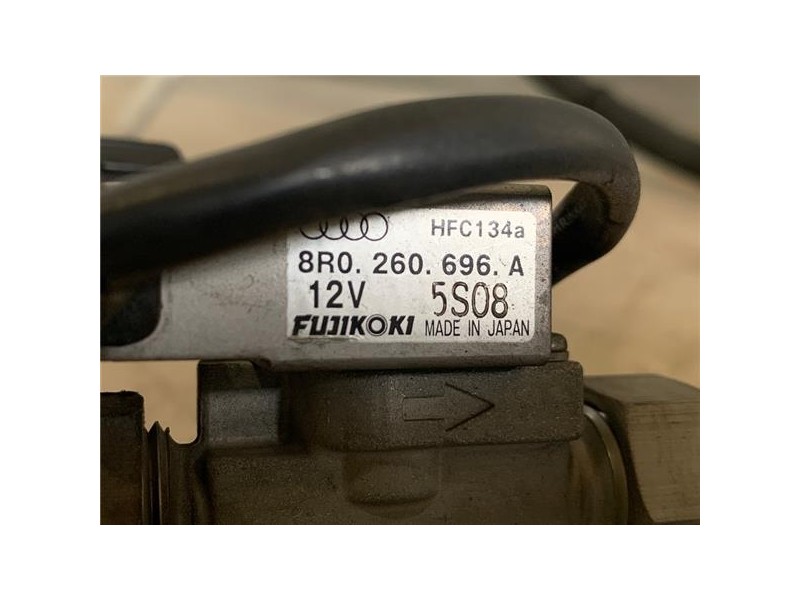 HFC134a
8R0. 260. 696. A
12V 5S08
FUJIKOKI MADE IN JAPAN